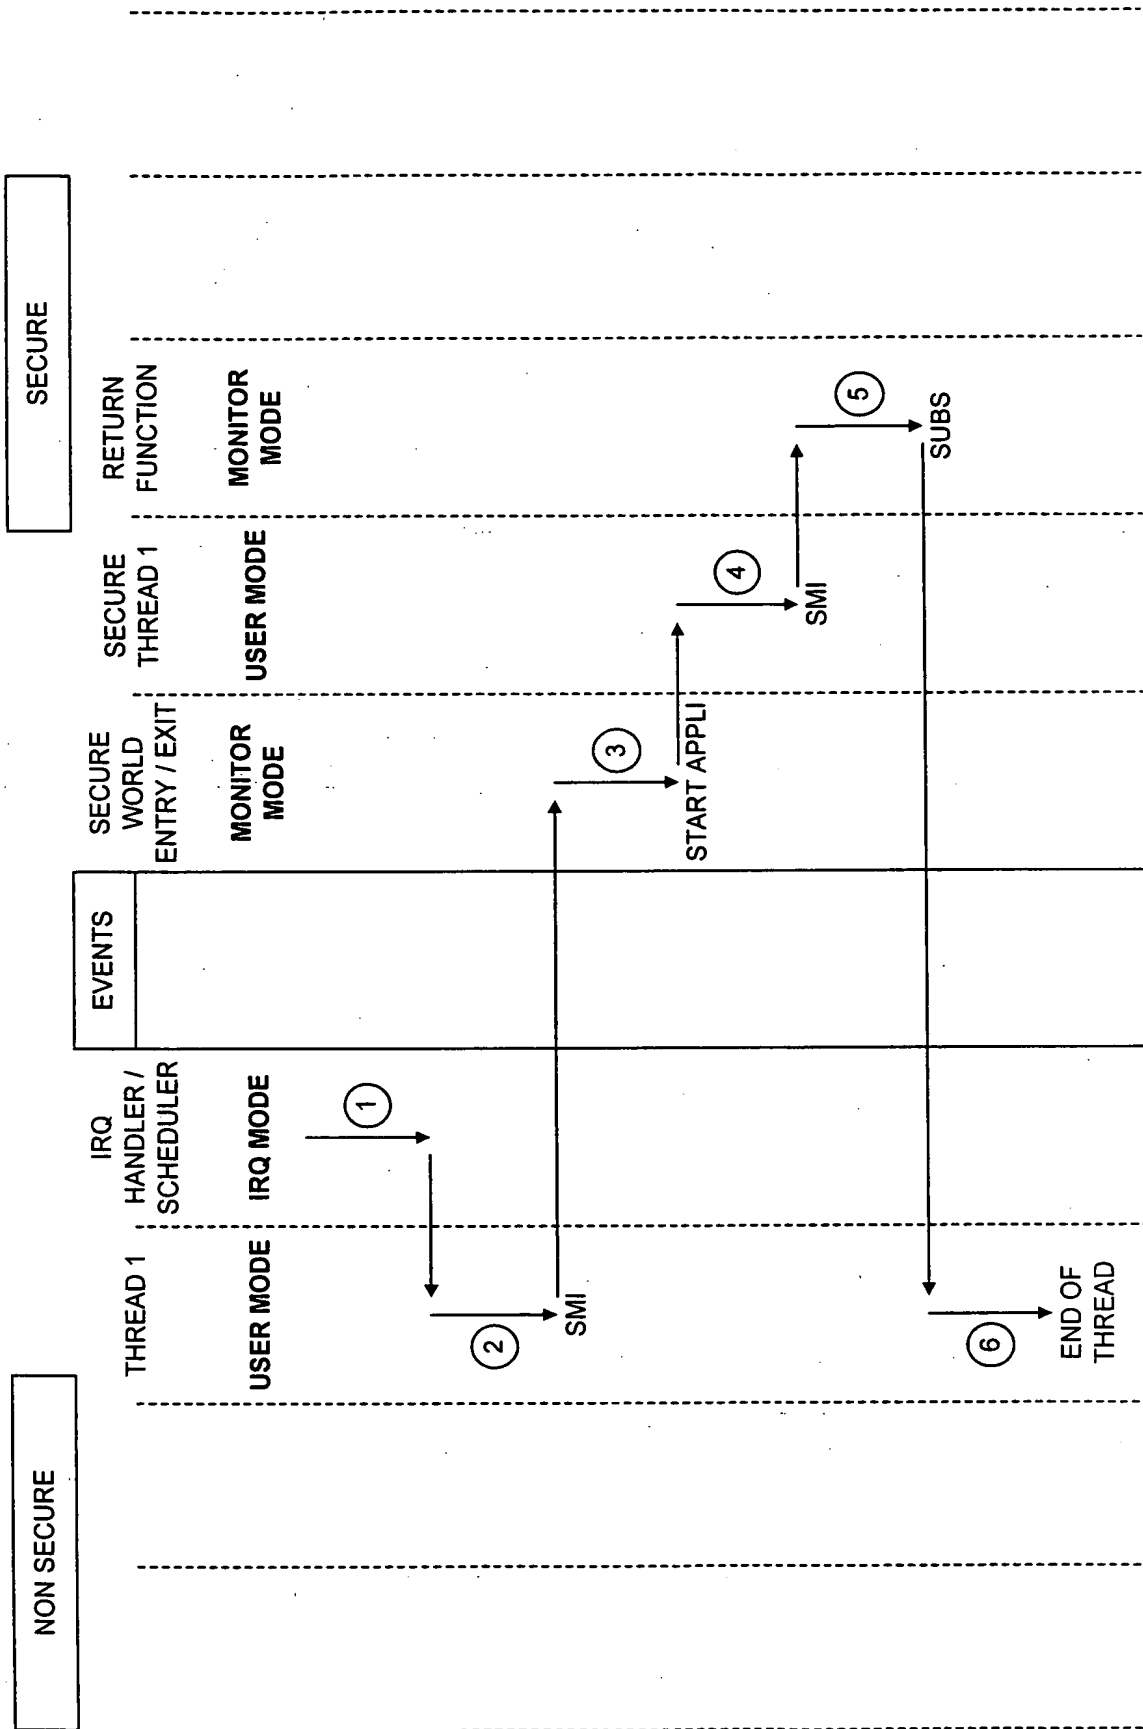 NON SECURE
SECURE
THREAD 1
USER MODE
IRQ
HANDLER /
SCHEDULER
IRQ MODE
EVENTS
SECURE
WORLD
ENTRY / EXIT
MONITOR
MODE
SECURE
THREAD 1
USER MODE
RETURN
FUNCTION
MONITOR
MODE
1
2
SMI
3
START APPLI
4
SMI
5
SUBS
6
END OF
THREAD